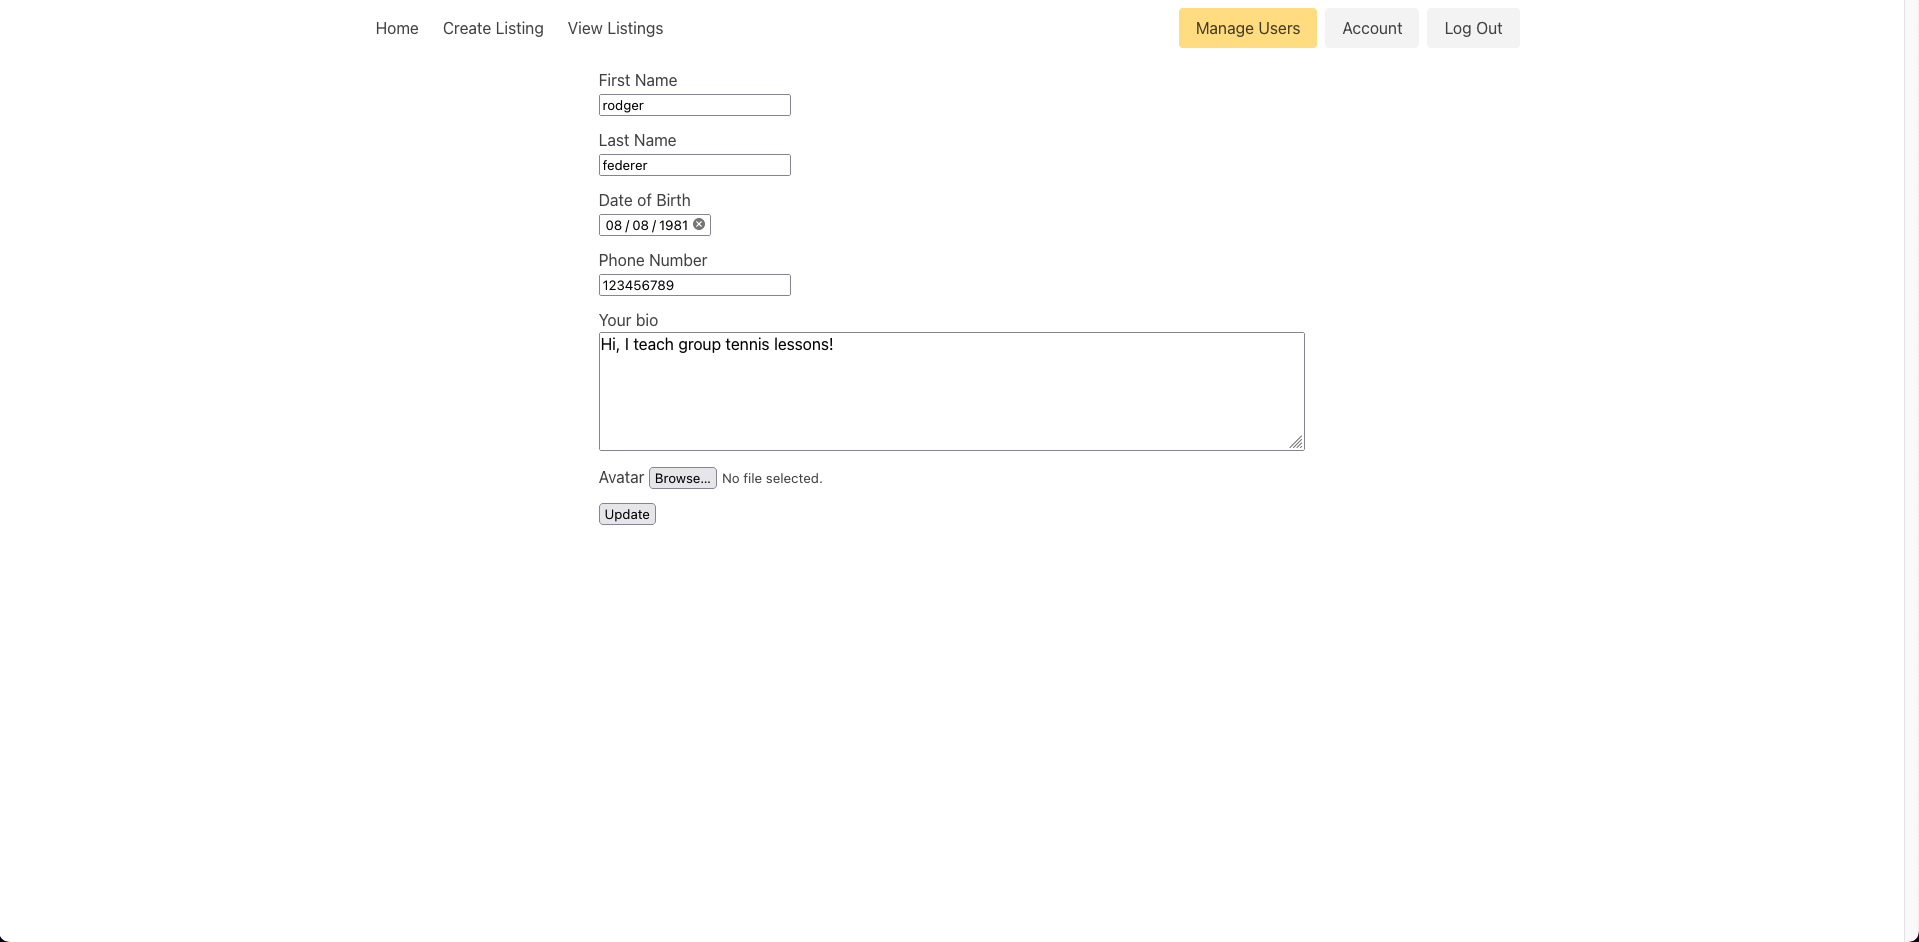 Home Create Listing View Listings Manage Users Account Log Out
First Name
rodger
Last Name
federer
Date of Birth
08/08/1981
Phone Number
123456789
Your bio
Hi, I teach group tennis lessons!
Avatar Browse... No file selected.
Update